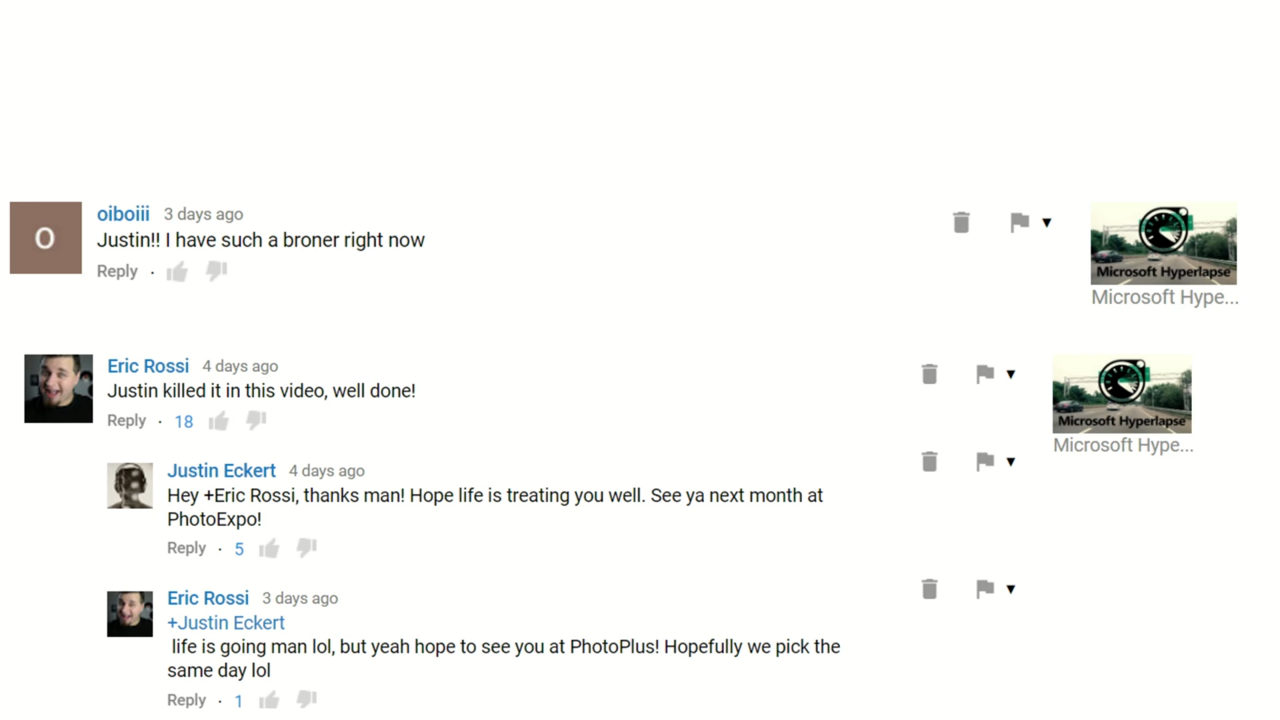 O
oiboiii 3 days ago
Justin!! I have such a broner right now
Reply ·
Microsoft Hyperlapse
Microsoft Hype...
Eric Rossi 4 days ago
Justin killed it in this video, well done!
Reply · 18
Microsoft Hyperlapse
Microsoft Hype...
Justin Eckert 4 days ago
Hey +Eric Rossi, thanks man! Hope life is treating you well. See ya next month at
PhotoExpo!
Reply · 5
Eric Rossi 3 days ago
+Justin Eckert
life is going man lol, but yeah hope to see you at PhotoPlus! Hopefully we pick the
same day lol
Reply · 1